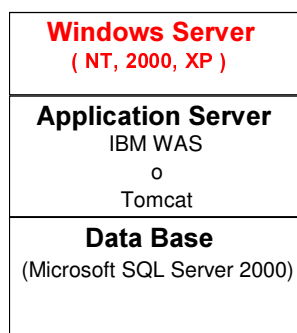 Windows Server
( NT, 2000, XP )
Application Server
IBM WAS
o
Tomcat
Data Base
(Microsoft SQL Server 2000)